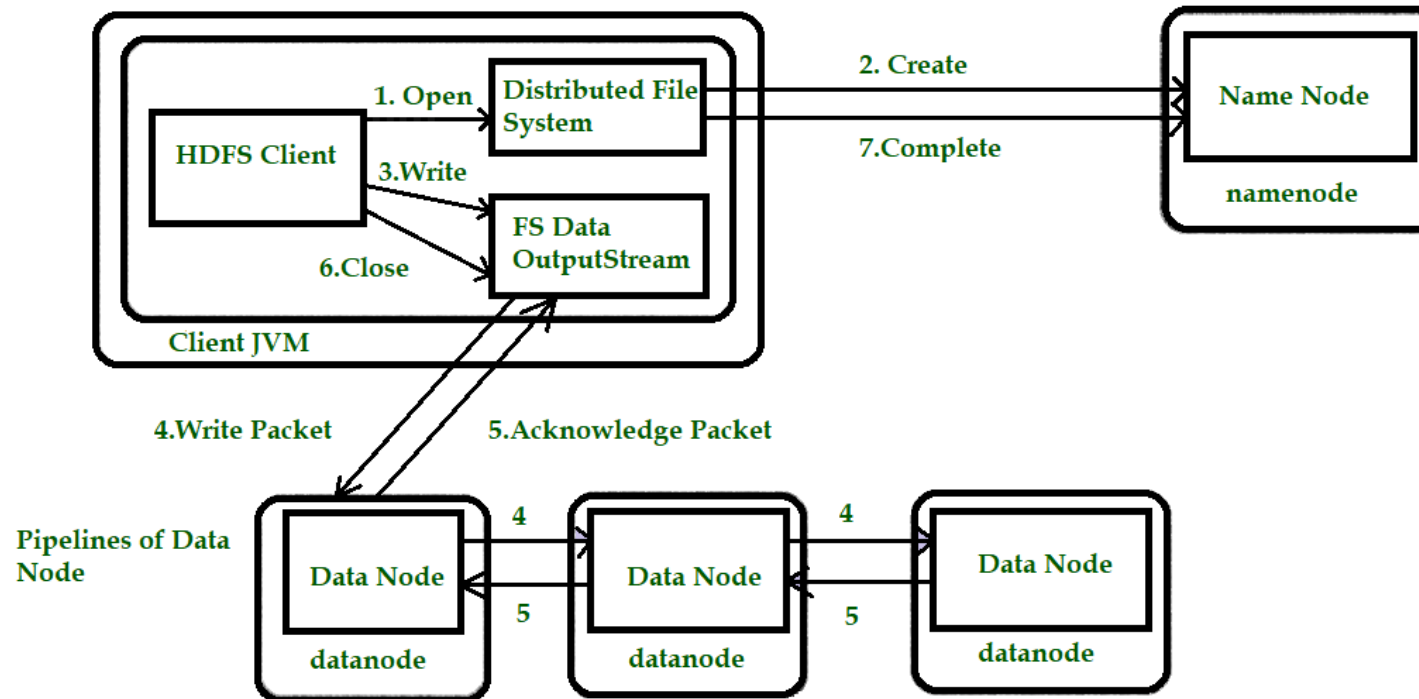 1. Open
Distributed File
System
2. Create
Name Node
HDFS Client
7.Complete
3.Write
namenode
FS Data
OutputStream
6.Close
Client JVM
4.Write Packet
5.Acknowledge Packet
Pipelines of Data
Node
4
4
Data Node
Data Node
Data Node
5
5
datanode
datanode
datanode